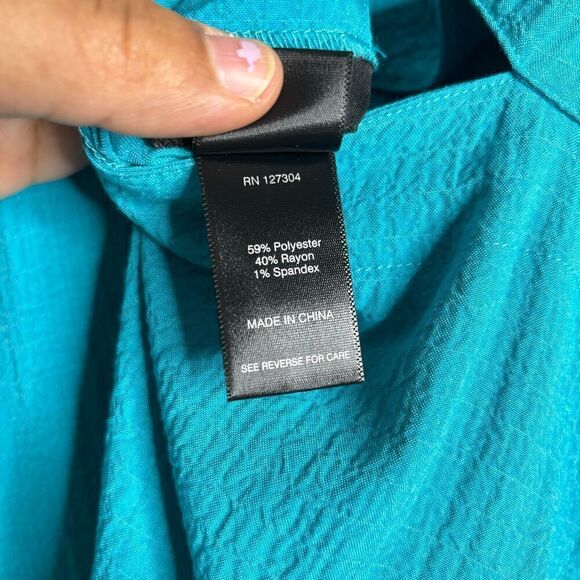 RN 127304
59% Polyester
40% Rayon
1% Spandex
MADE IN CHINA
SEE REVERSE FOR CARE